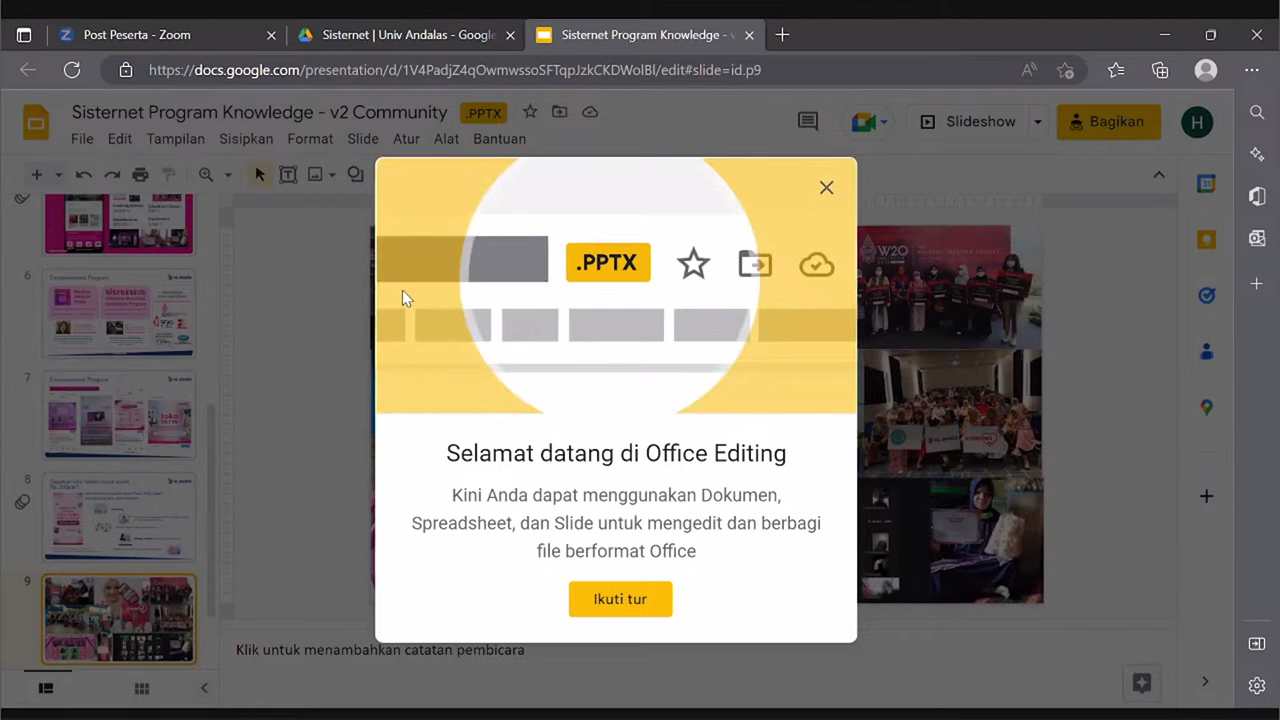 Post Peserta - Zoom
Sisternet | Univ Andalas - Google
Sisternet Program Knowledge - v
https://docs.google.com/presentation/d/1V4PadjZ4qOwmwssoSFTqpJzkCKDWolBl/edit#slide=id.p9
Sisternet Program Knowledge - v2 Community .PPTX
Slideshow
Bagikan
H
File Edit Tampilan Sisipkan Format Slide Atur Alat Bantuan
.PPTX
W20
6
7
8
9
Selamat datang di Office Editing
Kini Anda dapat menggunakan Dokumen,
Spreadsheet, dan Slide untuk mengedit dan berbagi
file berformat Office
Ikuti tur
Klik untuk menambahkan catatan pembicara